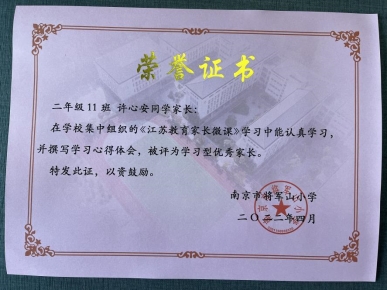 荣誉证书
二年级11班 许心安同学家长：
在学校集中组织的《江苏教育家长微课》学习中能认真学习，
并撰写学习心得体会，被评为学习型优秀家长。
特发此证，以资鼓励。
南京市将军山小学
二〇二二年四月